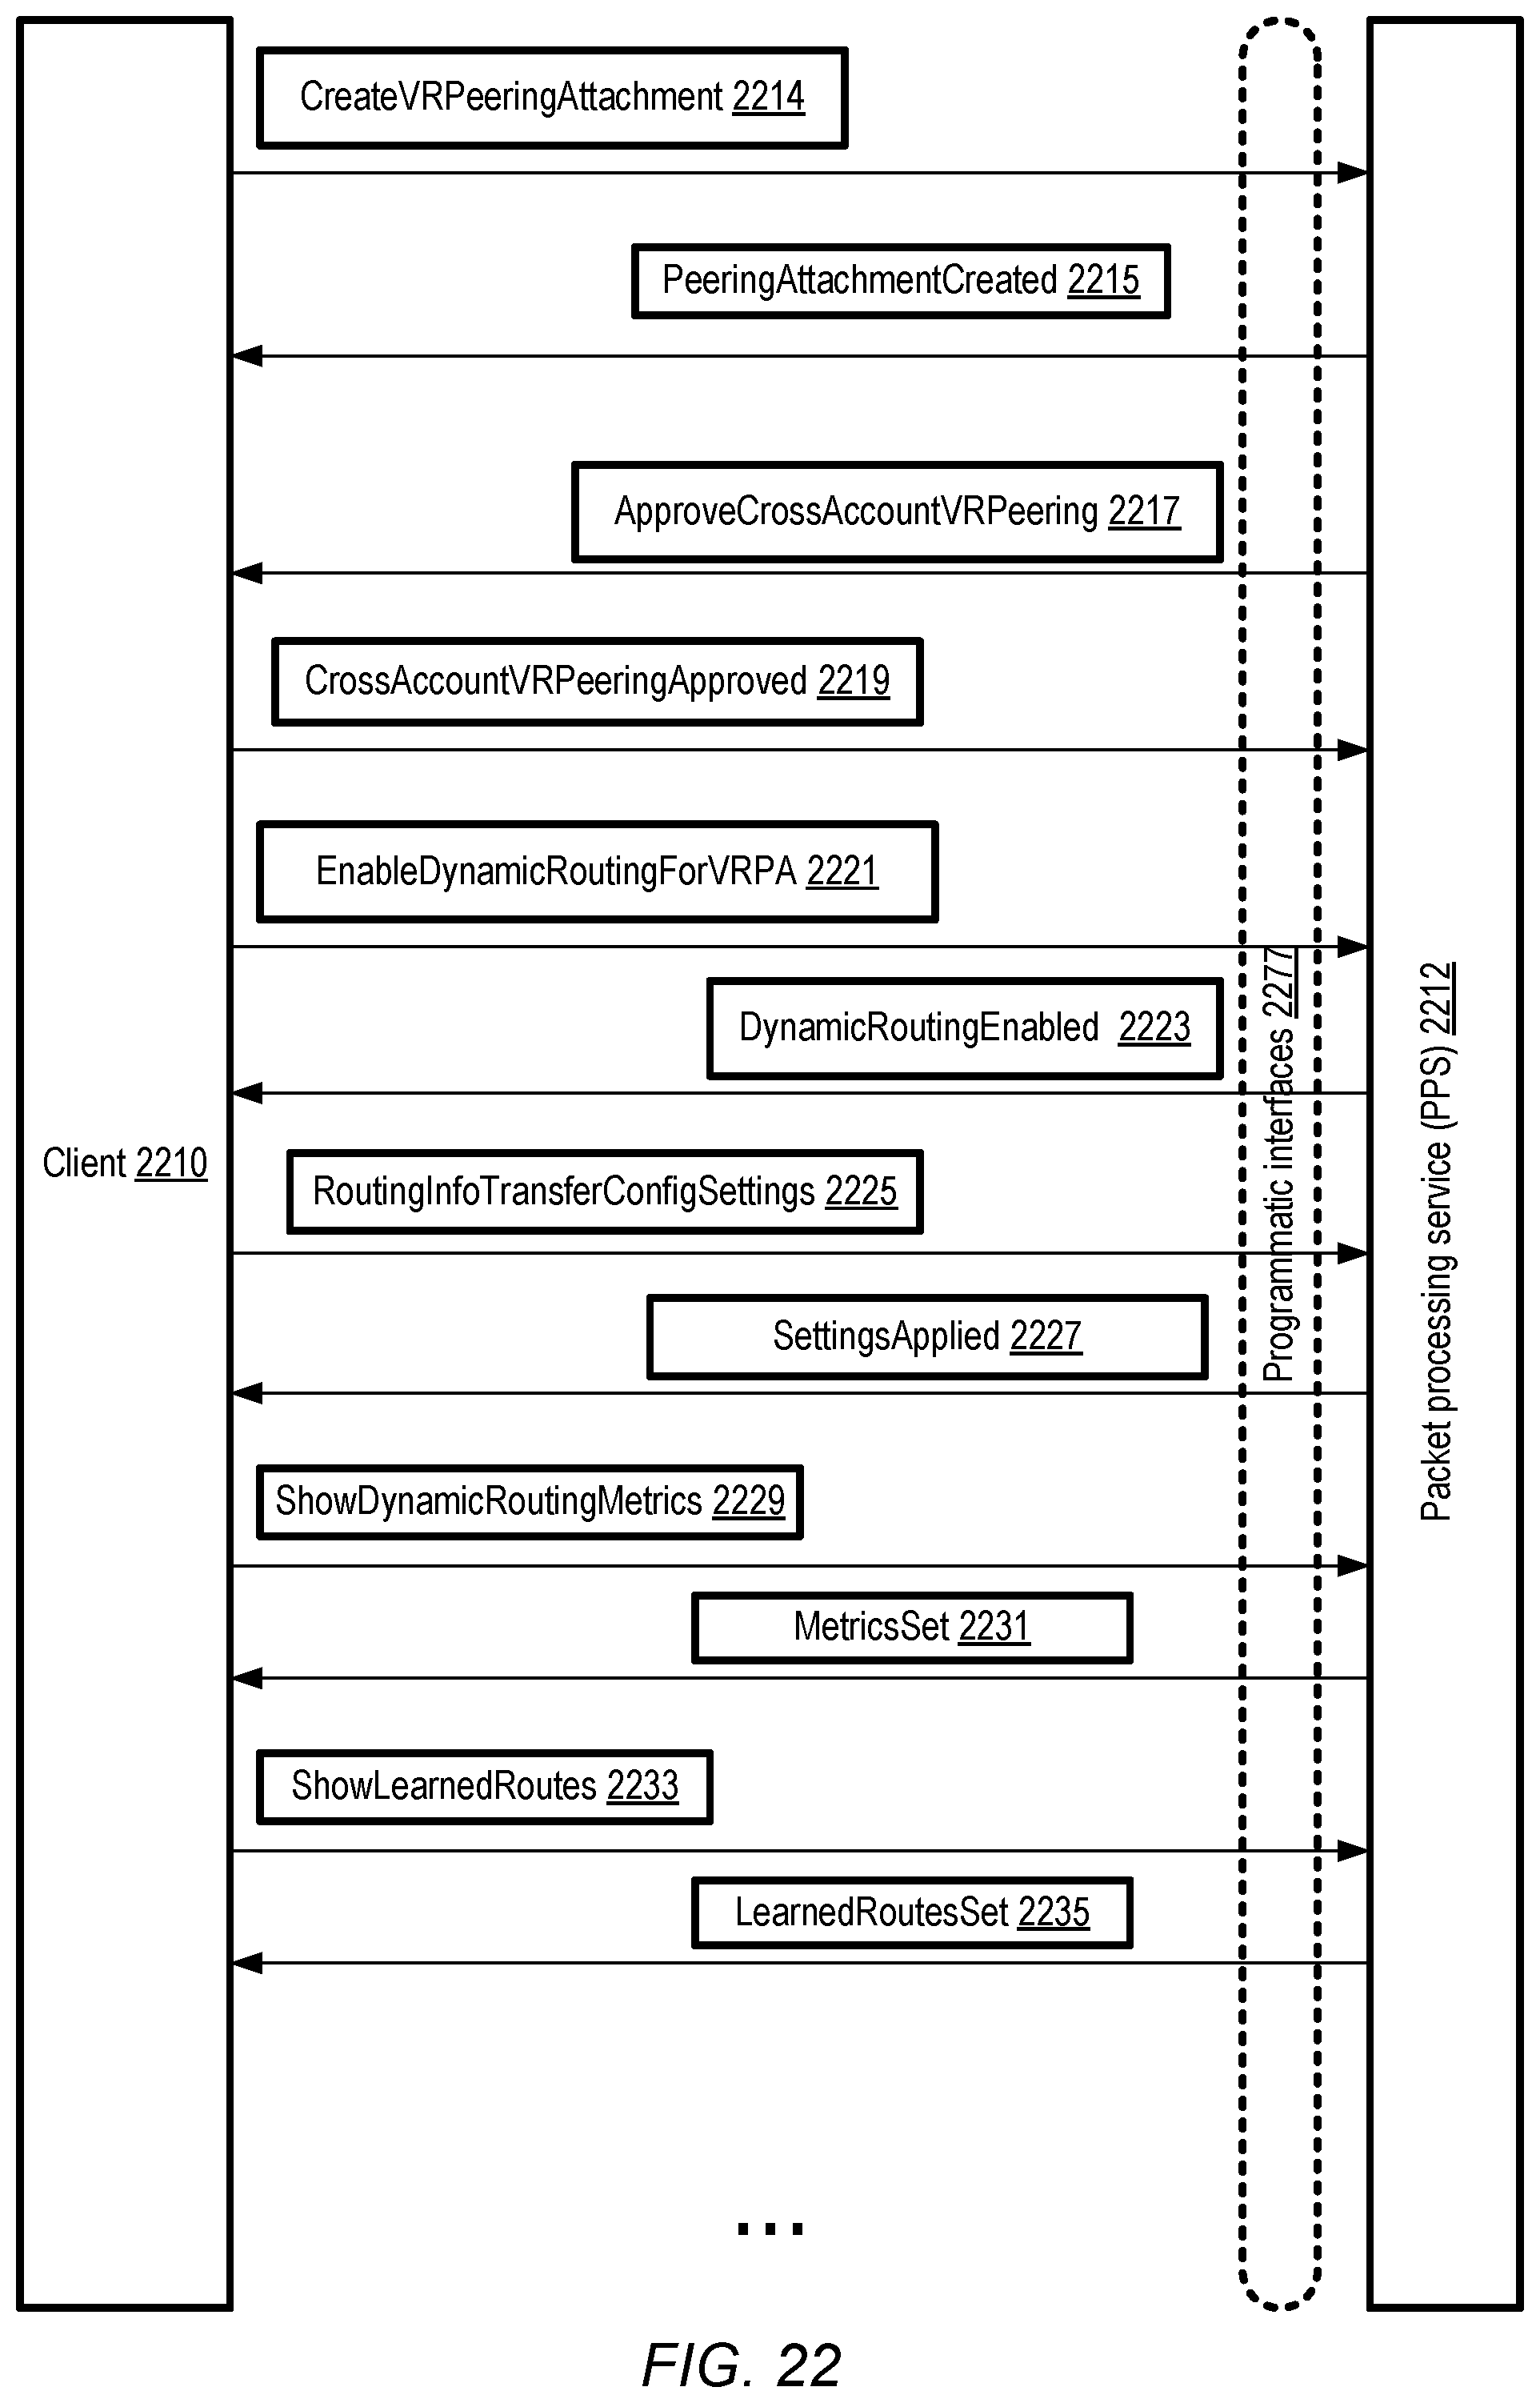 CreateVRPeeringAttachment 2214
PeeringAttachmentCreated 2215
ApproveCrossAccountVRPeering 2217
CrossAccountVRPeeringApproved 2219
EnableDynamicRoutingForVRPA 2221
DynamicRoutingEnabled 2223
Client 2210
RoutingInfoTransferConfigSettings 2225
Programmatic interfaces 2277
Packet processing service (PPS) 2212
SettingsApplied 2227
ShowDynamicRoutingMetrics 2229
MetricsSet 2231
ShowLearnedRoutes 2233
LearnedRoutesSet 2235
...
FIG. 22